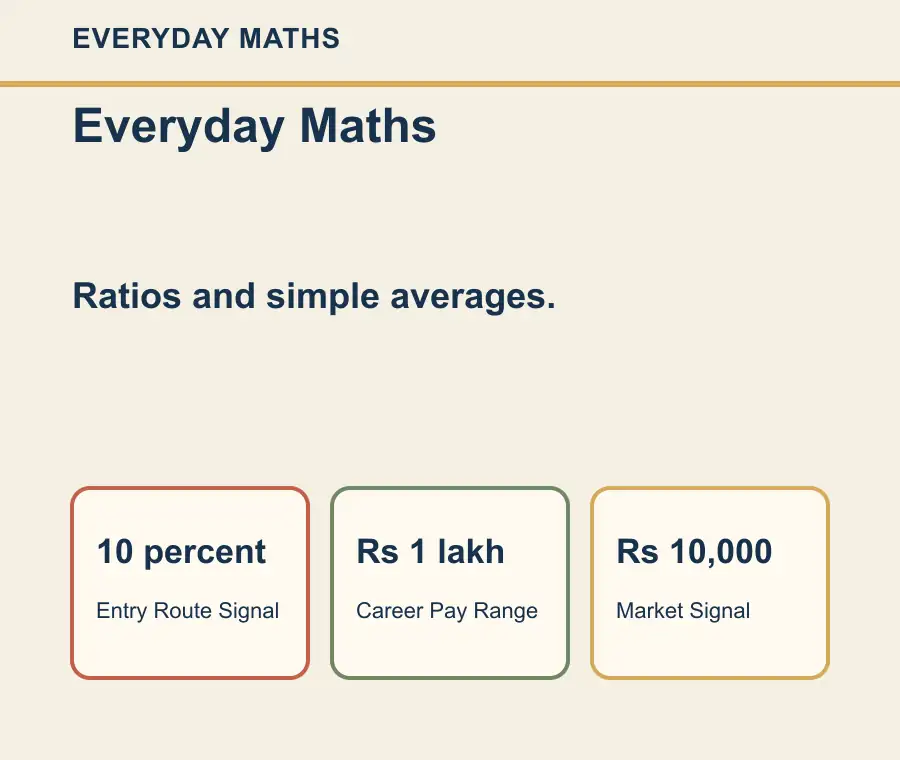 EVERYDAY MATHS
Everyday Maths
Ratios and simple averages.
10 percent
Entry Route Signal
Rs 1 lakh
Career Pay Range
Rs 10,000
Market Signal